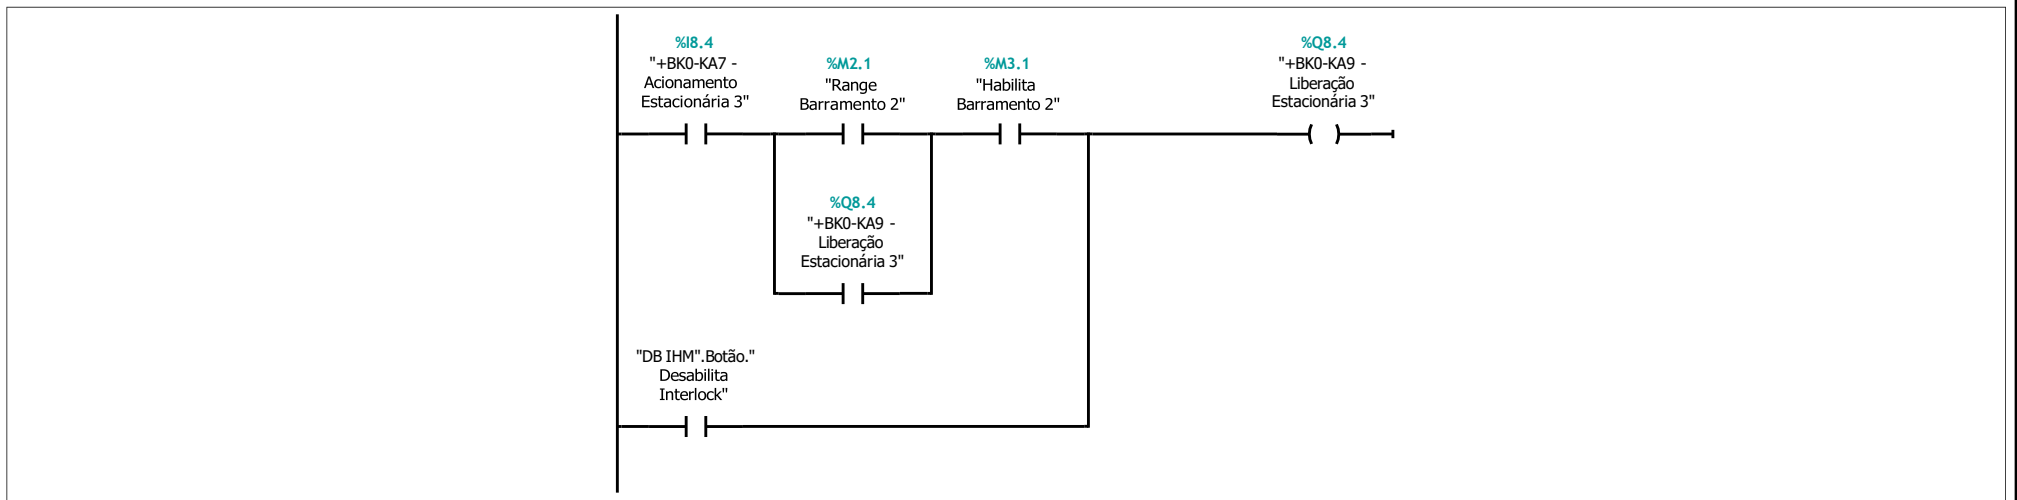 %I8.4
"+BK0-KA7 -
Acionamento
Estacionária 3"
%M2.1
"Range
Barramento 2"
%M3.1
"Habilita
Barramento 2"
%Q8.4
"+BK0-KA9 -
Liberação
Estacionária 3"
%Q8.4
"+BK0-KA9 -
Liberação
Estacionária 3"
"DB IHM".Botão."
Desabilita
Interlock"